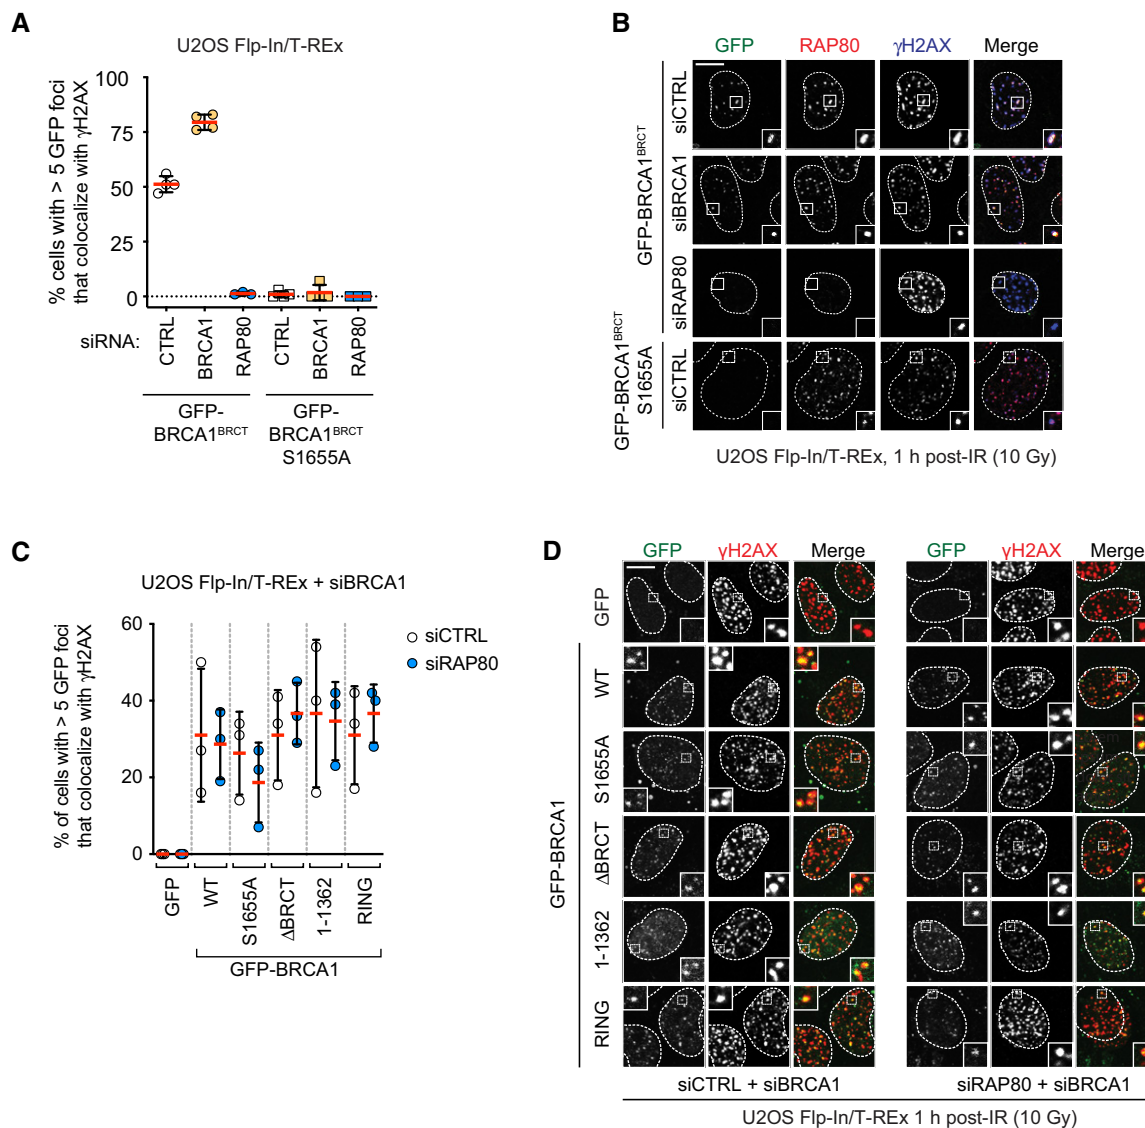 A
U2OS Flp-In/T-REx
% cells with > 5 GFP foci
that colocalize with γH2AX
100
75
50
25
0
siRNA:
CTRL
BRCA1
RAP80
CTRL
BRCA1
RAP80
GFP-
BRCA1BRCT
GFP-
BRCA1BRCT
S1655A
B
GFP
RAP80
γH2AX
Merge
GFP-BRCA1BRCT
siCTRL
siBRCA1
siRAP80
GFP-BRCA1BRCT
S1655A
siCTRL
U2OS Flp-In/T-REx, 1 h post-IR (10 Gy)
C
U2OS Flp-In/T-REx + siBRCA1
% of cells with > 5 GFP foci
that colocalize with γH2AX
60
40
20
0
siCTRL
siRAP80
GFP
WT
S1655A
ΔBRCT
1-1362
RING
GFP-BRCA1
D
GFP
γH2AX
Merge
GFP
γH2AX
Merge
GFP
GFP-BRCA1
WT
S1655A
ΔBRCT
1-1362
RING
siCTRL + siBRCA1
siRAP80 + siBRCA1
U2OS Flp-In/T-REx 1 h post-IR (10 Gy)